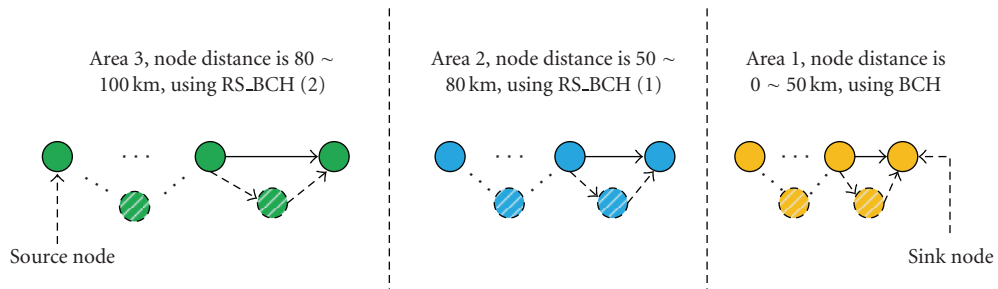 Area 3, node distance is 80 ∼
100 km, using RS_BCH (2)
Area 2, node distance is 50 ∼
80 km, using RS_BCH (1)
Area 1, node distance is
0 ∼ 50 km, using BCH
· · ·
· · ·
· · ·
Source node
Sink node